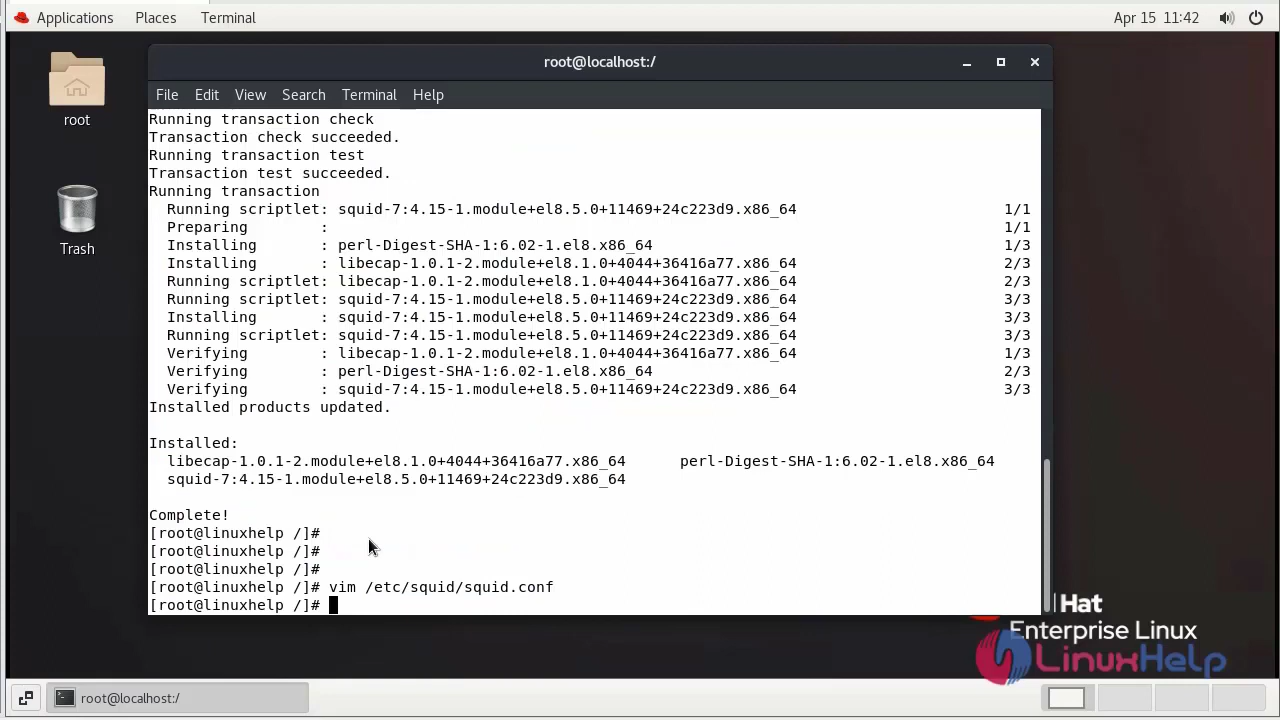 Applications Places Terminal Apr 15 11:42
root@localhost:/
File Edit View Search Terminal Help
root
Trash
Running transaction check
Transaction check succeeded.
Running transaction test
Transaction test succeeded.
Running transaction
Running scriptlet: squid-7:4.15-1.module+el8.5.0+11469+24c223d9.x86_64 1/1
Preparing : 1/1
Installing : perl-Digest-SHA-1:6.02-1.el8.x86_64 1/3
Installing : libecap-1.0.1-2.module+el8.1.0+4044+36416a77.x86_64 2/3
Running scriptlet: libecap-1.0.1-2.module+el8.1.0+4044+36416a77.x86_64 2/3
Running scriptlet: squid-7:4.15-1.module+el8.5.0+11469+24c223d9.x86_64 3/3
Installing : squid-7:4.15-1.module+el8.5.0+11469+24c223d9.x86_64 3/3
Running scriptlet: squid-7:4.15-1.module+el8.5.0+11469+24c223d9.x86_64 3/3
Verifying : libecap-1.0.1-2.module+el8.1.0+4044+36416a77.x86_64 1/3
Verifying : perl-Digest-SHA-1:6.02-1.el8.x86_64 2/3
Verifying : squid-7:4.15-1.module+el8.5.0+11469+24c223d9.x86_64 3/3
Installed products updated.
Installed:
libecap-1.0.1-2.module+el8.1.0+4044+36416a77.x86_64 perl-Digest-SHA-1:6.02-1.el8.x86_64
squid-7:4.15-1.module+el8.5.0+11469+24c223d9.x86_64
Complete!
[root@linuxhelp /]#
[root@linuxhelp /]#
[root@linuxhelp /]#
[root@linuxhelp /]# vim /etc/squid/squid.conf
[root@linuxhelp /]#
Hat
Enterprise Linux
LinuxHelp
root@localhost:/